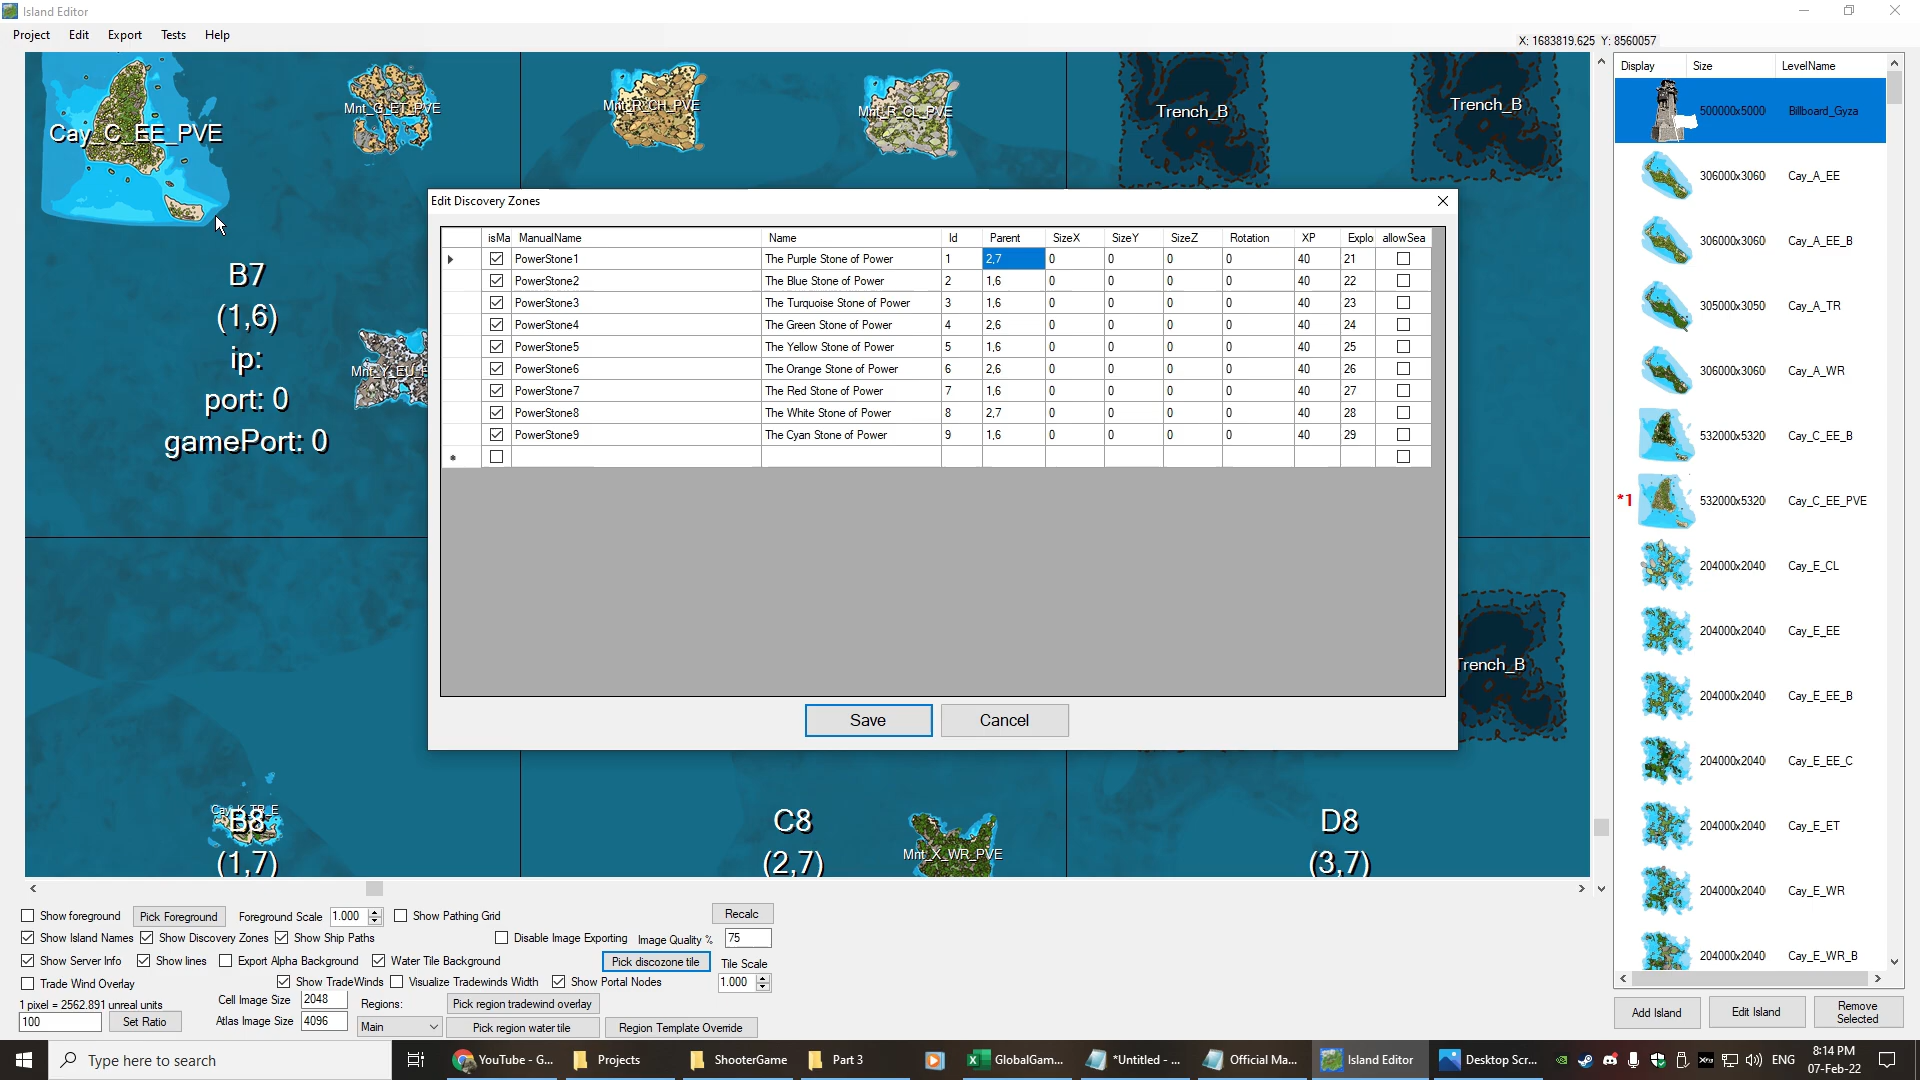 Island Editor
Project Edit Export Tests Help
X: 1683819.625 Y: 8560057
Cay_C_EE_PVE
Mnt_G_ET_PVE
Mnt_R_CH_PVE
Mnt_R_CL_PVE
Trench_B
Trench_B
B7
(1,6)
ip:
port: 0
gamePort: 0
Mnt_Y_EU_P
Trench_B
Cay_K_TR_E
B8
(1,7)
C8
(2,7)
Mnt_X_WR_PVE
D8
(3,7)
Edit Discovery Zones
isMa ManualName Name Id Parent SizeX SizeY SizeZ Rotation XP Explo allowSea
PowerStone1 The Purple Stone of Power 1 2,7 0 0 0 0 40 21
PowerStone2 The Blue Stone of Power 2 1,6 0 0 0 0 40 22
PowerStone3 The Turquoise Stone of Power 3 1,6 0 0 0 0 40 23
PowerStone4 The Green Stone of Power 4 2,6 0 0 0 0 40 24
PowerStone5 The Yellow Stone of Power 5 1,6 0 0 0 0 40 25
PowerStone6 The Orange Stone of Power 6 2,6 0 0 0 0 40 26
PowerStone7 The Red Stone of Power 7 1,6 0 0 0 0 40 27
PowerStone8 The White Stone of Power 8 2,7 0 0 0 0 40 28
PowerStone9 The Cyan Stone of Power 9 1,6 0 0 0 0 40 29
Save Cancel
Display Size LevelName
500000x5000 Billboard_Gyza
306000x3060 Cay_A_EE
306000x3060 Cay_A_EE_B
305000x3050 Cay_A_TR
306000x3060 Cay_A_WR
532000x5320 Cay_C_EE_B
*1 532000x5320 Cay_C_EE_PVE
204000x2040 Cay_E_CL
204000x2040 Cay_E_EE
204000x2040 Cay_E_EE_B
204000x2040 Cay_E_EE_C
204000x2040 Cay_E_ET
204000x2040 Cay_E_WR
204000x2040 Cay_E_WR_B
Add Island Edit Island Remove Selected
Show foreground Pick Foreground Foreground Scale 1.000 Show Pathing Grid Recalc
Show Island Names Show Discovery Zones Show Ship Paths Disable Image Exporting Image Quality % 75
Show Server Info Show lines Export Alpha Background Water Tile Background Pick discozone tile Tile Scale
Trade Wind Overlay Show TradeWinds Visualize Tradewinds Width Show Portal Nodes 1.000
1 pixel = 2562.891 unreal units Cell Image Size 2048 Regions: Pick region tradewind overlay
100 Set Ratio Atlas Image Size 4096 Main Pick region water tile Region Template Override
Type here to search YouTube - G... Projects ShooterGame Part 3 GlobalGam... *Untitled - ... Official Ma... Island Editor Desktop Scr... ENG 8:14 PM
07-Feb-22